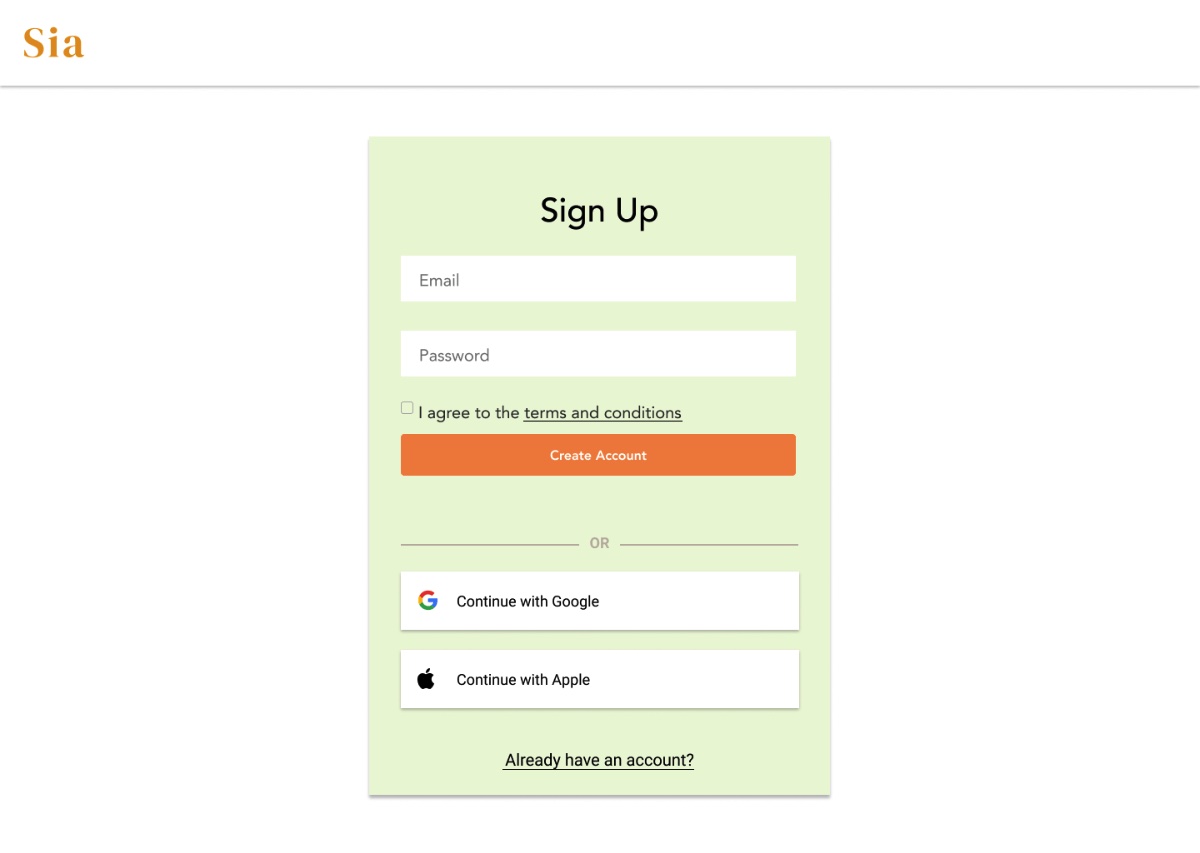 Sia
Sign Up
Email
Password
I agree to the terms and conditions
Create Account
OR
Continue with Google
Continue with Apple
Already have an account?